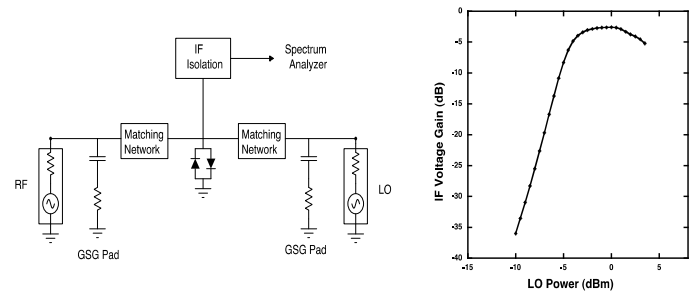 IF
Isolation
Spectrum
Analyzer
Matching
Network
Matching
Network
RF
LO
GSG Pad
GSG Pad
IF Voltage Gain (dB)
0
-5
-10
-15
-20
-25
-30
-35
-40
-15
-10
-5
0
5
LO Power (dBm)